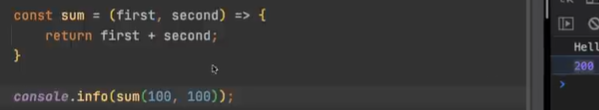 const sum = (first, second) => {
    return first + second;
}
console.info(sum(100, 100));
Hell
200
>